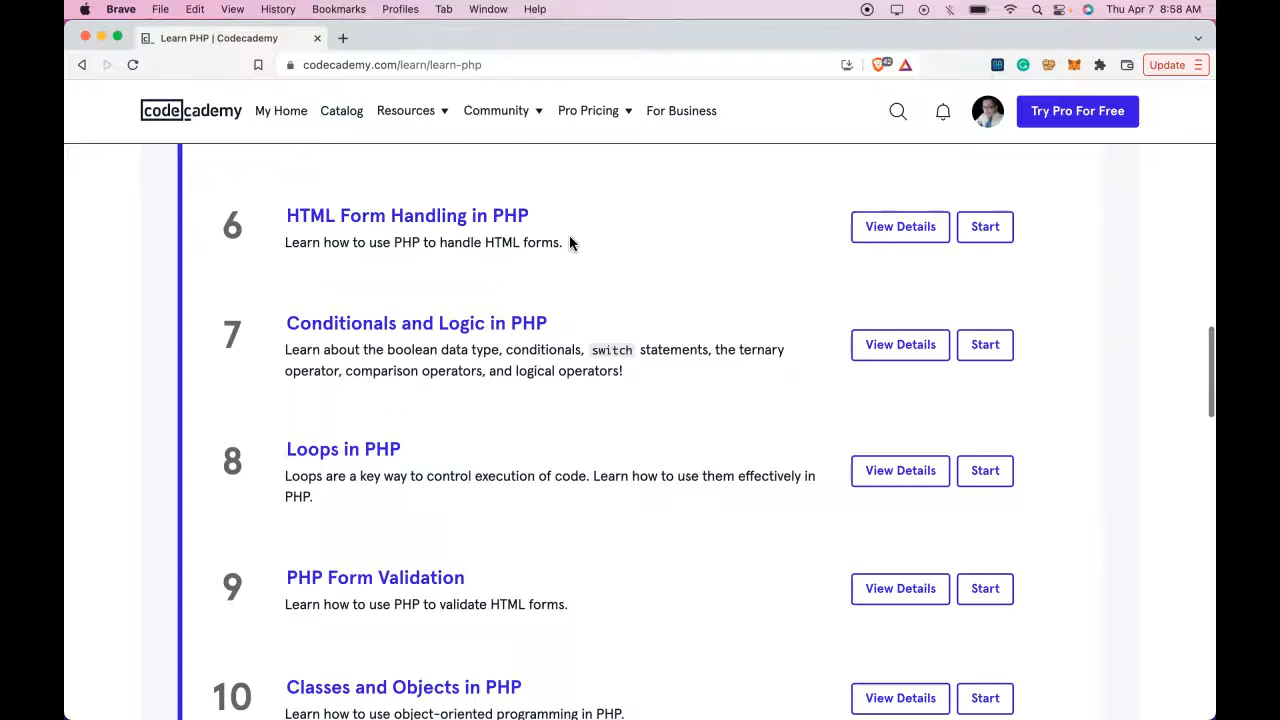 Brave File Edit View History Bookmarks Profiles Tab Window Help Thu Apr 7 8:58 AM
Learn PHP | Codecademy
codecademy.com/learn/learn-php 42 Update
codecademy My Home Catalog Resources Community Pro Pricing For Business Try Pro For Free
6 HTML Form Handling in PHP
Learn how to use PHP to handle HTML forms.
View Details Start
7 Conditionals and Logic in PHP
Learn about the boolean data type, conditionals, switch statements, the ternary
operator, comparison operators, and logical operators!
View Details Start
8 Loops in PHP
Loops are a key way to control execution of code. Learn how to use them effectively in
PHP.
View Details Start
9 PHP Form Validation
Learn how to use PHP to validate HTML forms.
View Details Start
10 Classes and Objects in PHP
Learn how to use object-oriented programming in PHP.
View Details Start